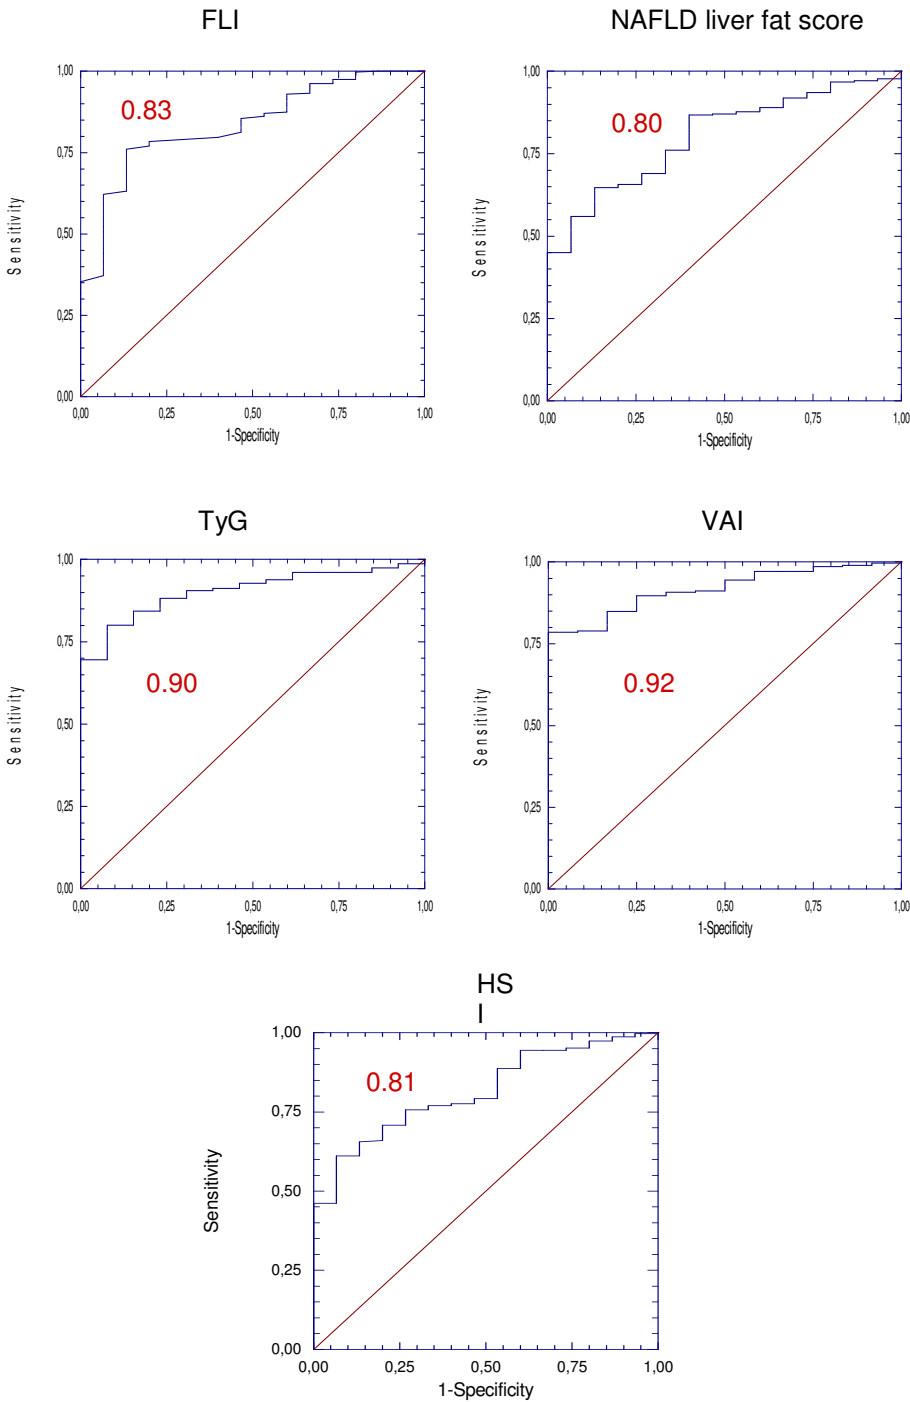 FLI
NAFLD liver fat score
1,00
0,75
0,50
0,25
0,00
0.83
Sensitivity
0,00 0,25 0,50 0,75 1,00
1-Specificity
1,00
0,75
0,50
0,25
0,00
0.80
Sensitivity
0,00 0,25 0,50 0,75 1,00
1-Specificity
TyG
VAI
1,00
0,75
0,50
0,25
0,00
0.90
Sensitivity
0,00 0,25 0,50 0,75 1,00
1-Specificity
1,00
0,75
0,50
0,25
0,00
0.92
Sensitivity
0,00 0,25 0,50 0,75 1,00
1-Specificity
HS
I
1,00
0,75
0,50
0,25
0,00
0.81
Sensitivity
0,00 0,25 0,50 0,75 1,00
1-Specificity